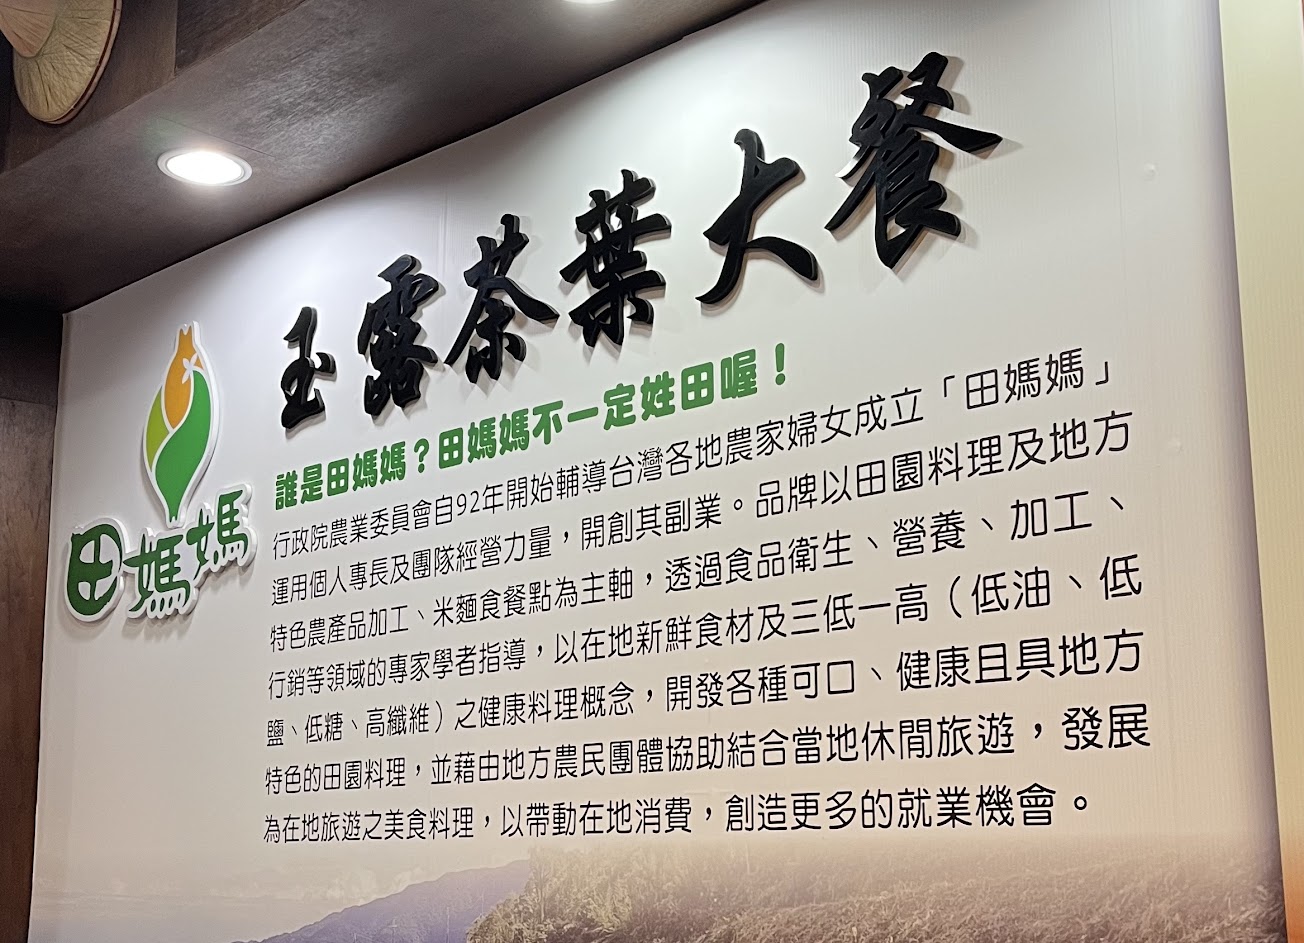 玉露茶葉大餐
田媽媽
誰是田媽媽？田媽媽不一定姓田喔！
行政院農業委員會自92年開始輔導台灣各地農家婦女成立「田媽媽」
運用個人專長及團隊經營力量，開創其副業。品牌以田園料理及地方
特色農產品加工、米麵食餐點為主軸，透過食品衛生、營養、加工、
行銷等領域的專家學者指導，以在地新鮮食材及三低一高（低油、低
鹽、低糖、高纖維）之健康料理概念，開發各種可口、健康且具地方
特色的田園料理，並藉由地方農民團體協助結合當地休閒旅遊，發展
為在地旅遊之美食料理，以帶動在地消費，創造更多的就業機會。